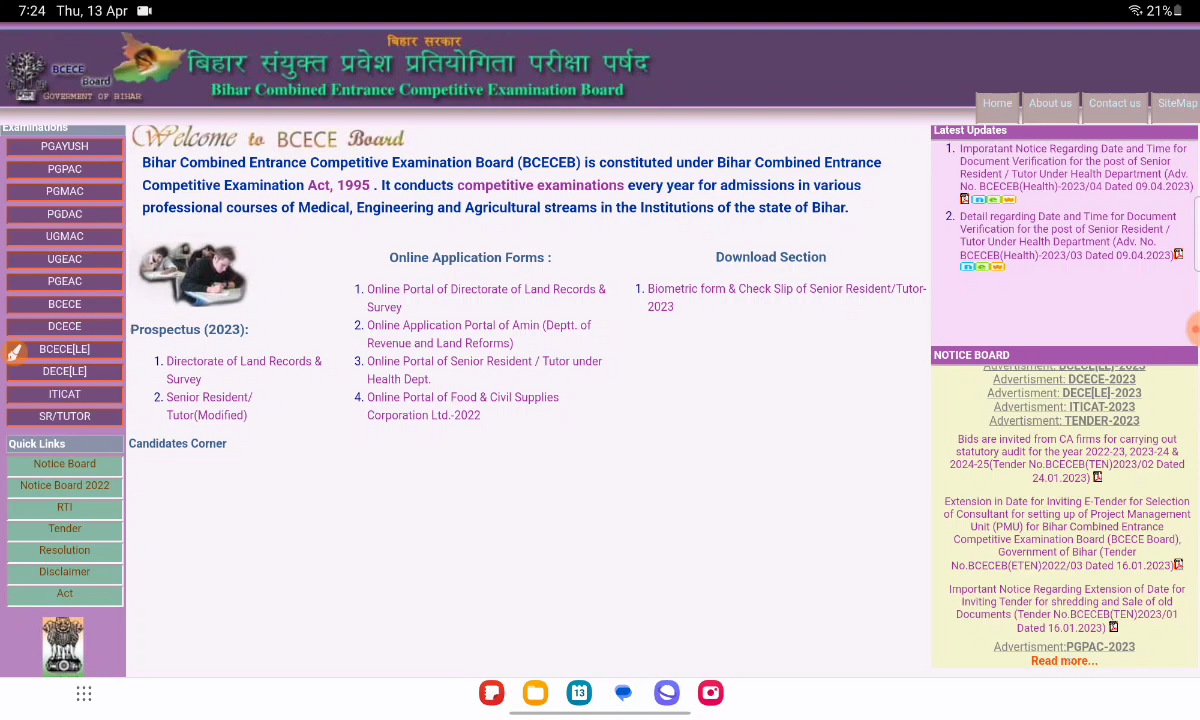 7:24 Thu, 13 Apr
21%
बिहार सरकार
बिहार संयुक्त प्रवेश प्रतियोगिता परीक्षा पर्षद
Bihar Combined Entrance Competitive Examination Board
BCECE
Board
GOVERNMENT OF BIHAR
Home
About us
Contact us
SiteMap
Examinations
PGAYUSH
PGPAC
PGMAC
PGDAC
UGMAC
UGEAC
PGEAC
BCECE
DCECE
BCECE[LE]
DECE[LE]
ITICAT
SR/TUTOR
Quick Links
Notice Board
Notice Board 2022
RTI
Tender
Resolution
Disclaimer
Act
Welcome to BCECE Board
Bihar Combined Entrance Competitive Examination Board (BCECEB) is constituted under Bihar Combined Entrance
Competitive Examination Act, 1995 . It conducts competitive examinations every year for admissions in various
professional courses of Medical, Engineering and Agricultural streams in the Institutions of the state of Bihar.
Prospectus (2023):
1. Directorate of Land Records &
Survey
2. Senior Resident/
Tutor(Modified)
Candidates Corner
Online Application Forms :
1. Online Portal of Directorate of Land Records &
Survey
2. Online Application Portal of Amin (Deptt. of
Revenue and Land Reforms)
3. Online Portal of Senior Resident / Tutor under
Health Dept.
4. Online Portal of Food & Civil Supplies
Corporation Ltd.-2022
Download Section
1. Biometric form & Check Slip of Senior Resident/Tutor-
2023
Latest Updates
1. Imporatant Notice Regarding Date and Time for
Document Verification for the post of Senior
Resident / Tutor Under Health Department (Adv.
No. BCECEB(Health)-2023/04 Dated 09.04.2023)
new
2. Detail regarding Date and Time for Document
Verification for the post of Senior Resident /
Tutor Under Health Department (Adv. No.
BCECEB(Health)-2023/03 Dated 09.04.2023)
new
NOTICE BOARD
Advertisment: BCECE(LE)-2023
Advertisment: DCECE-2023
Advertisment: DECE[LE]-2023
Advertisment: ITICAT-2023
Advertisment: TENDER-2023
Bids are invited from CA firms for carrying out
statutory audit for the year 2022-23, 2023-24 &
2024-25(Tender No.BCECEB(TEN)2023/02 Dated
24.01.2023)
Extension in Date for Inviting E-Tender for Selection
of Consultant for setting up of Project Management
Unit (PMU) for Bihar Combined Entrance
Competitive Examination Board (BCECE Board),
Government of Bihar (Tender
No.BCECEB(ETEN)2022/03 Dated 16.01.2023)
Important Notice Regarding Extension of Date for
Inviting Tender for shredding and Sale of old
Documents (Tender No.BCECEB(TEN)2023/01
Dated 16.01.2023)
Advertisment:PGPAC-2023
Read more...
13